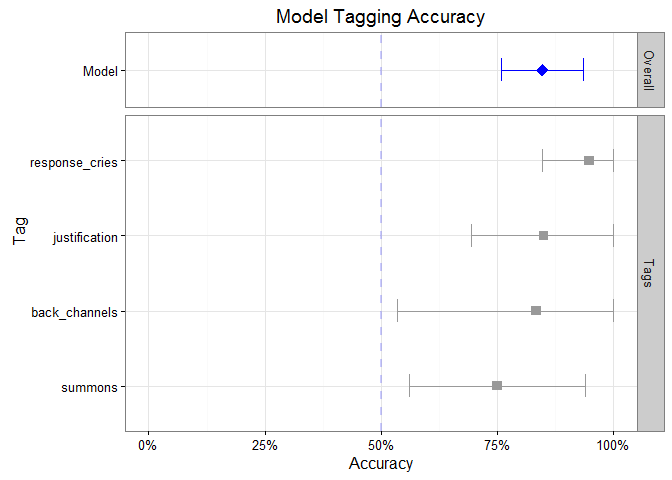 Model Tagging Accuracy
Model
Overall
response_cries
justification
back_channels
summons
Tag
Tags
0% 25% 50% 75% 100%
Accuracy